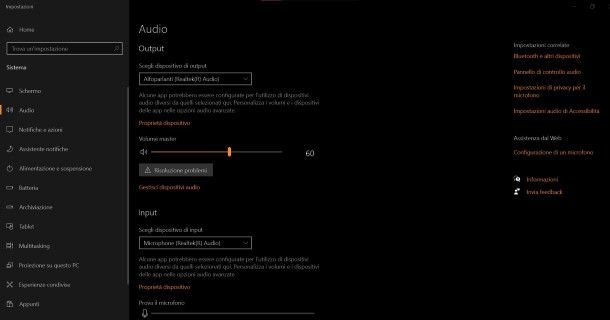 Impostazioni
Home
Trova un'impostazione
Sistema
Schermo
Audio
Notifiche e azioni
Assistente notifiche
Alimentazione e sospensione
Batteria
Archiviazione
Tablet
Multitasking
Proiezione su questo PC
Esperienze condivise
Appunti
Audio
Output
Scegli dispositivo di output
Altoparlanti (Realtek(R) Audio)
Alcune app potrebbero essere configurate per l'utilizzo di dispositivi
audio diversi da quelli selezionati qui. Personalizza i volumi e i dispositivi
delle app nelle opzioni audio avanzate.
Proprietà dispositivo
Volume master
60
Risoluzione problemi
Gestisci dispositivi audio
Input
Scegli dispositivo di input
Microphone (Realtek(R) Audio)
Alcune app potrebbero essere configurate per l'utilizzo di dispositivi
audio diversi da quelli selezionati qui. Personalizza i volumi e i dispositivi
delle app nelle opzioni audio avanzate.
Proprietà dispositivo
Prova il microfono
Impostazioni correlate
Bluetooth e altri dispositivi
Pannello di controllo audio
Impostazioni di privacy per il
microfono
Impostazioni audio di Accessibilità
Assistenza dal Web
Configurazione di un microfono
Informazioni
Invia feedback